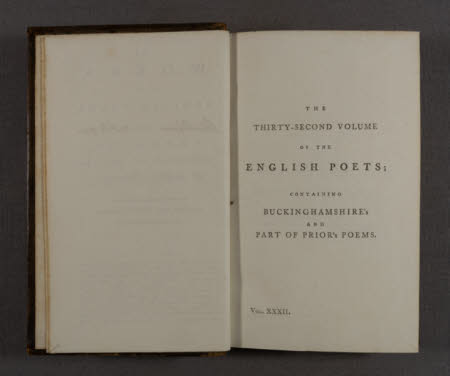 THE
THIRTY-SECOND VOLUME
OF THE
ENGLISH POETS;
CONTAINING
BUCKINGHAMSHIRE's
AND
PART OF PRIOR's POEMS.
VOL. XXXII.